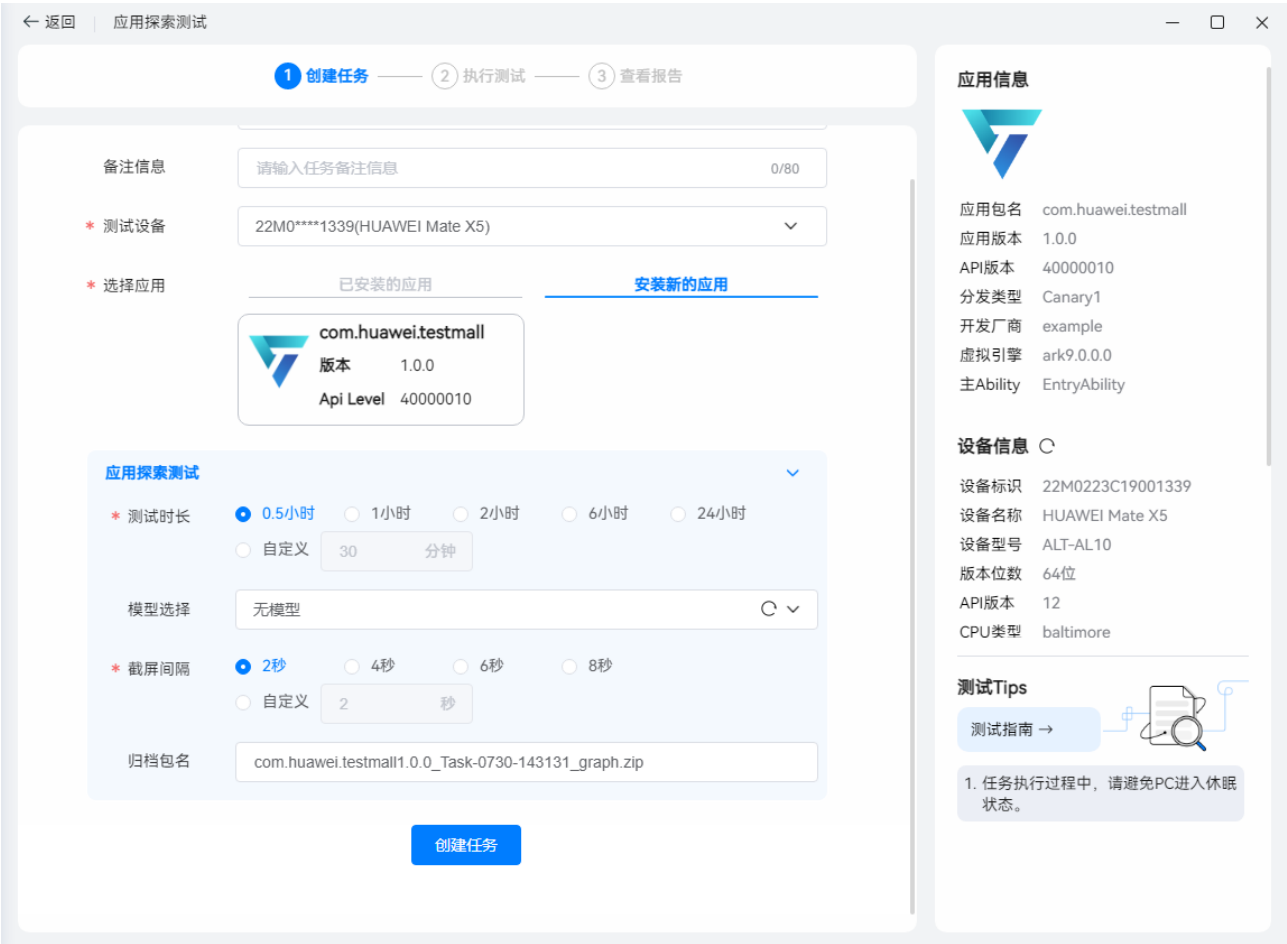 返回 应用探索测试
1 创建任务 2 执行测试 3 查看报告
备注信息 请输入任务备注信息 0/80
* 测试设备 22M0****1339(HUAWEI Mate X5)
* 选择应用 已安装的应用 安装新的应用
com.huawei.testmall
版本 1.0.0
Api Level 40000010
应用探索测试
* 测试时长 0.5小时 1小时 2小时 6小时 24小时
自定义 30 分钟
模型选择 无模型
* 截屏间隔 2秒 4秒 6秒 8秒
自定义 2 秒
归档包名 com.huawei.testmall1.0.0_Task-0730-143131_graph.zip
创建任务
应用信息
应用包名 com.huawei.testmall
应用版本 1.0.0
API版本 40000010
分发类型 Canary1
开发厂商 example
虚拟引擎 ark9.0.0.0
主Ability EntryAbility
设备信息
设备标识 22M0223C19001339
设备名称 HUAWEI Mate X5
设备型号 ALT-AL10
版本位数 64位
API版本 12
CPU类型 baltimore
测试Tips
测试指南 →
1. 任务执行过程中，请避免PC进入休眠
状态。